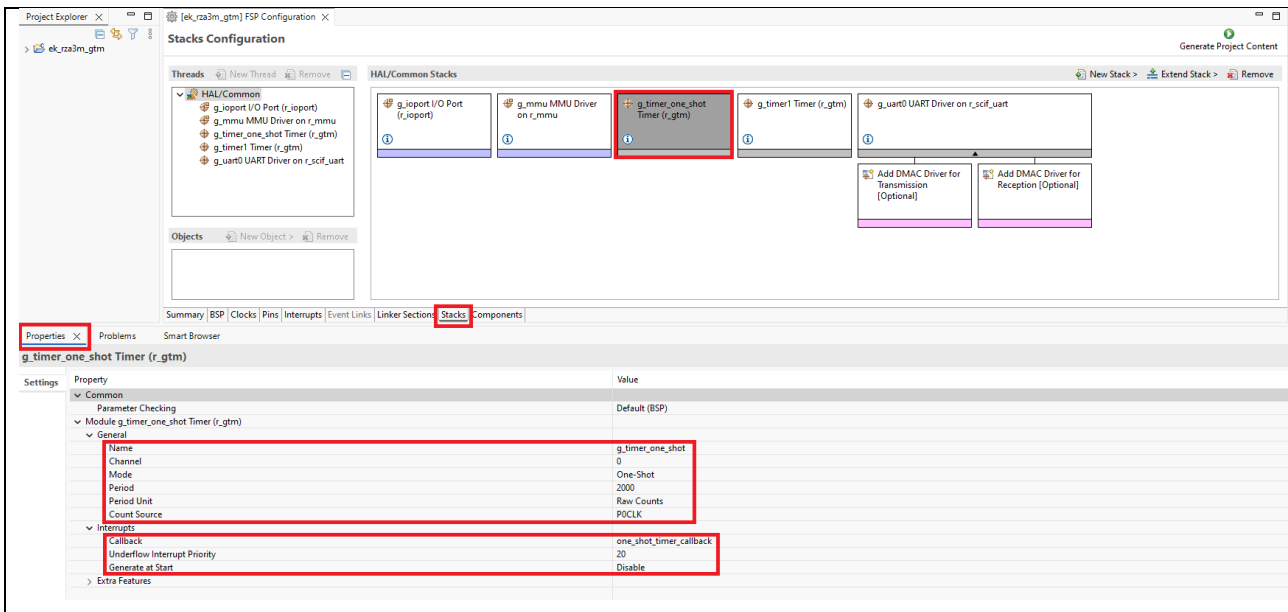 Project Explorer
[ek_rza3m_gtm] FSP Configuration
ek_rza3m_gtm
Stacks Configuration
Generate Project Content
Threads New Thread Remove
HAL/Common Stacks
New Stack > Extend Stack > Remove
HAL/Common
g_ioport I/O Port (r_ioport)
g_mmu MMU Driver on r_mmu
g_timer_one_shot Timer (r_gtm)
g_timer1 Timer (r_gtm)
g_uart0 UART Driver on r_scif_uart
g_ioport I/O Port
(r_ioport)
g_mmu MMU Driver
on r_mmu
g_timer_one_shot
Timer (r_gtm)
g_timer1 Timer (r_gtm)
g_uart0 UART Driver on r_scif_uart
Add DMAC Driver for
Transmission
[Optional]
Add DMAC Driver for
Reception [Optional]
Objects New Object > Remove
Summary BSP Clocks Pins Interrupts Event Links Linker Sections Stacks Components
Properties Problems Smart Browser
g_timer_one_shot Timer (r_gtm)
Settings
Property Value
Common
Parameter Checking Default (BSP)
Module g_timer_one_shot Timer (r_gtm)
General
Name g_timer_one_shot
Channel 0
Mode One-Shot
Period 2000
Period Unit Raw Counts
Count Source P0CLK
Interrupts
Callback one_shot_timer_callback
Underflow Interrupt Priority 20
Generate at Start Disable
Extra Features